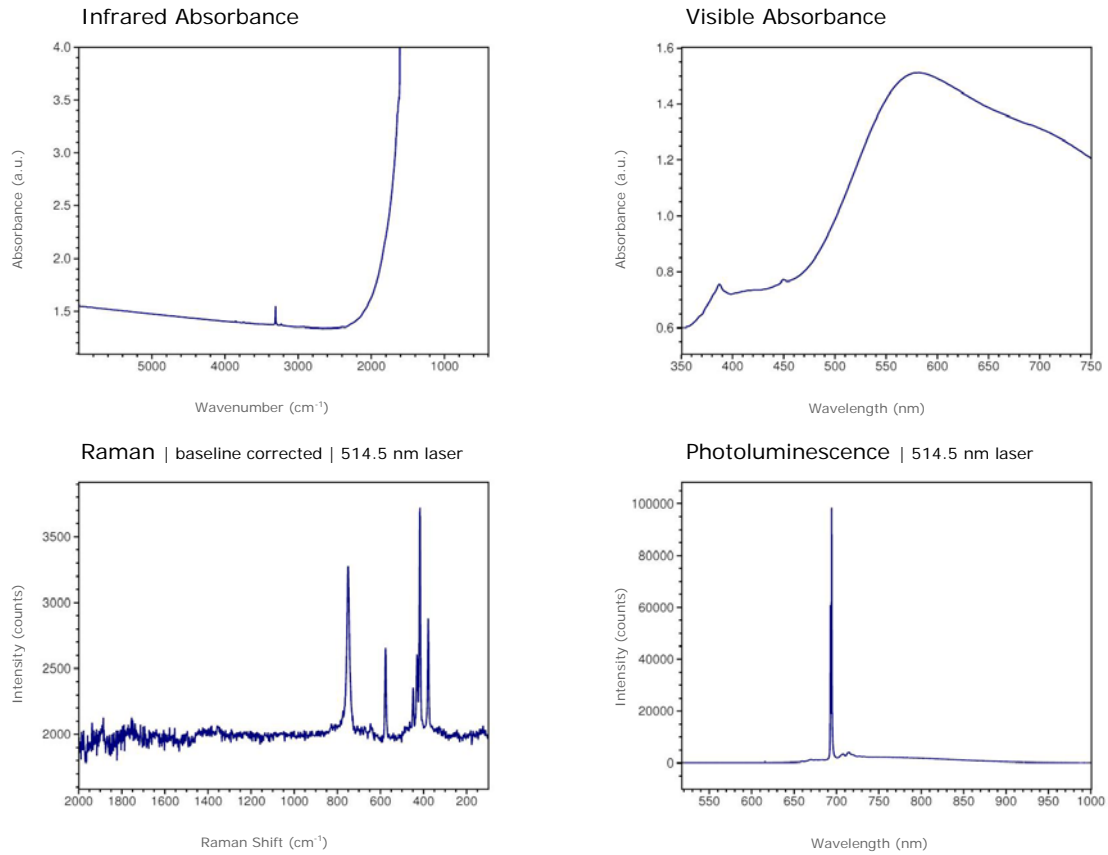 Infrared Absorbance
Absorbance (a.u.)
4.0
3.5
3.0
2.5
2.0
1.5
5000 4000 3000 2000 1000
Wavenumber (cm⁻¹)
Visible Absorbance
Absorbance (a.u.)
1.6
1.4
1.2
1.0
0.8
0.6
350 400 450 500 550 600 650 700 750
Wavelength (nm)
Raman | baseline corrected | 514.5 nm laser
Intensity (counts)
3500
3000
2500
2000
2000 1800 1600 1400 1200 1000 800 600 400 200
Raman Shift (cm⁻¹)
Photoluminescence | 514.5 nm laser
Intensity (counts)
100000
80000
60000
40000
20000
0
550 600 650 700 750 800 850 900 950 1000
Wavelength (nm)